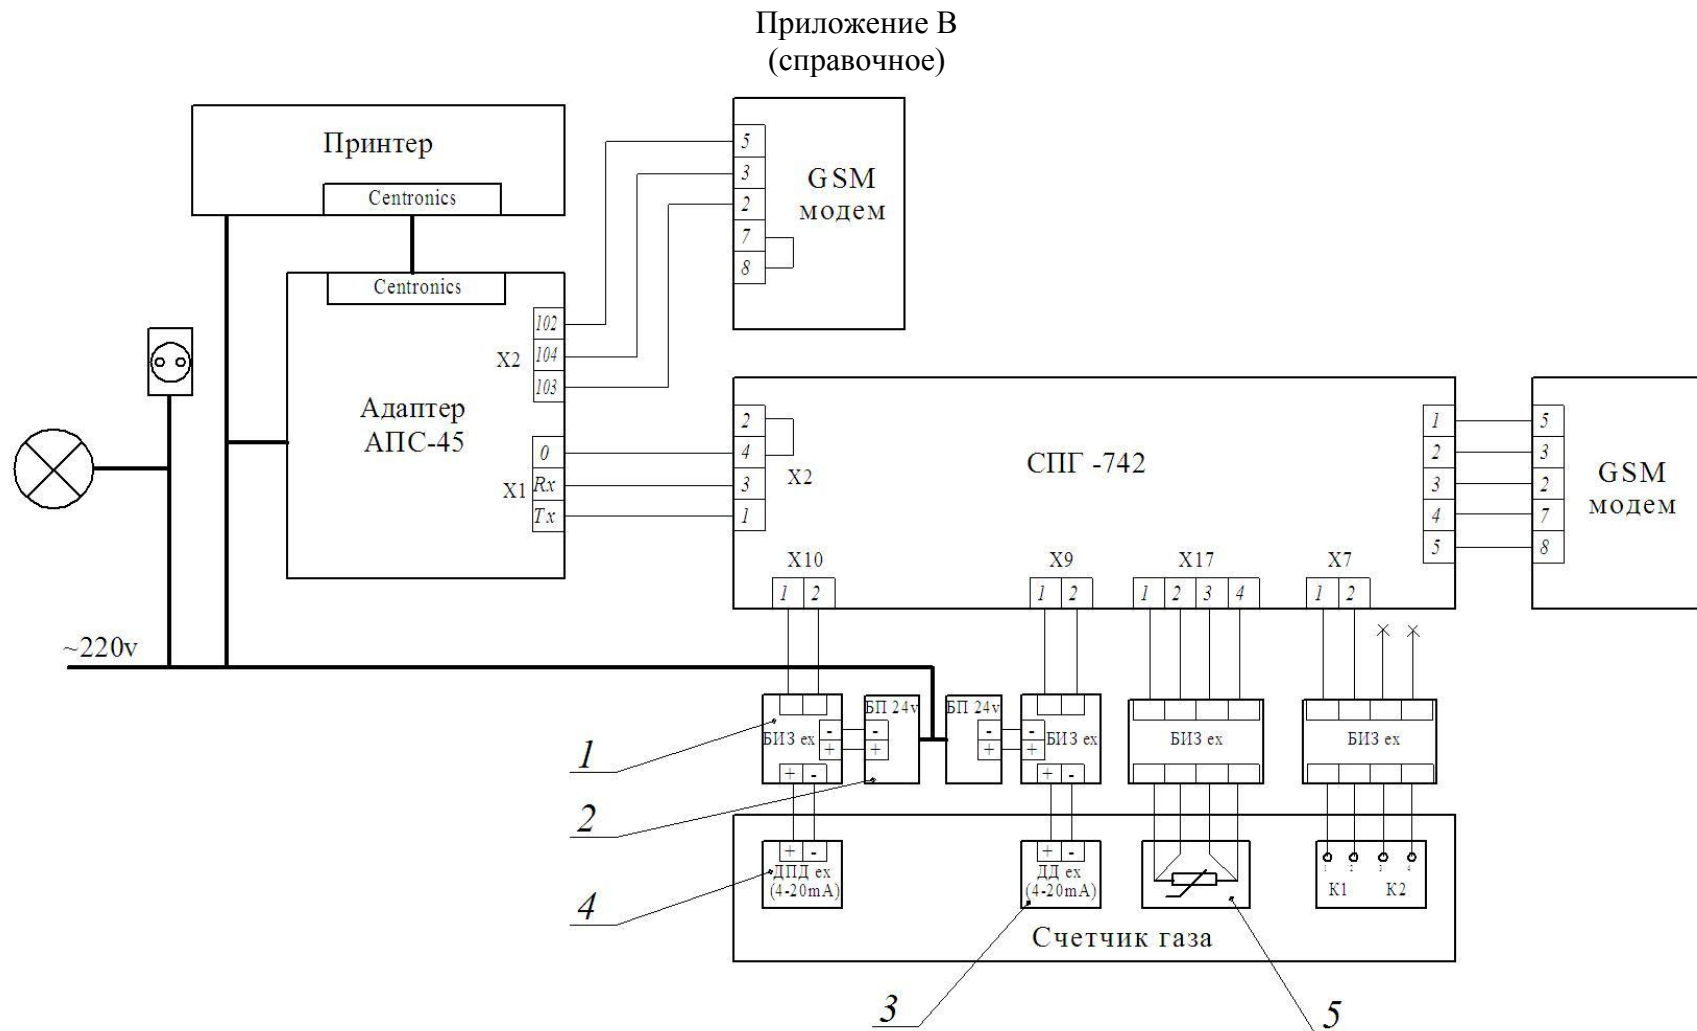 Приложение В
(справочное)
Принтер
Centronics
Centronics
Адаптер
АПС-45
X2
102
104
103
X1
0
Rx
Tx
5
3
2
7
8
GSM
модем
СПГ -742
2
4
3
1
X2
1
2
3
4
5
5
3
2
7
8
GSM
модем
X10
1 2
X9
1 2
X17
1 2 3 4
X7
1 2
~220v
БИЗ ex
- +
+ -
БП 24v
- +
БП 24v
- +
БИЗ ex
- +
+ -
БИЗ ex
БИЗ ex
1
2
+ -
ДПД ex
(4-20mA)
+ -
ДД ex
(4-20mA)
1 2 3 4
К1 К2
4
Счетчик газа
3
5